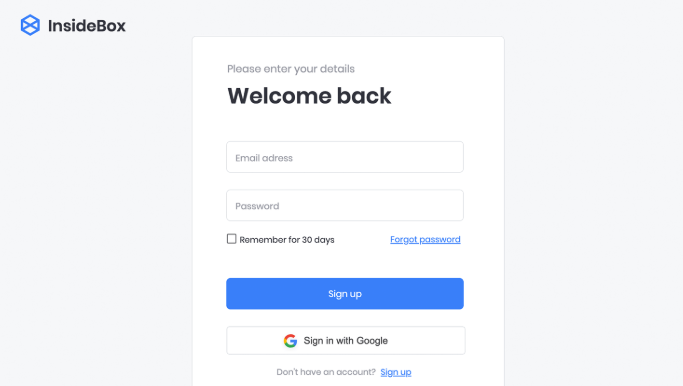 InsideBox
Please enter your details
Welcome back
Email adress
Password
Remember for 30 days
Forgot password
Sign up
Sign in with Google
Don't have an account? Sign up